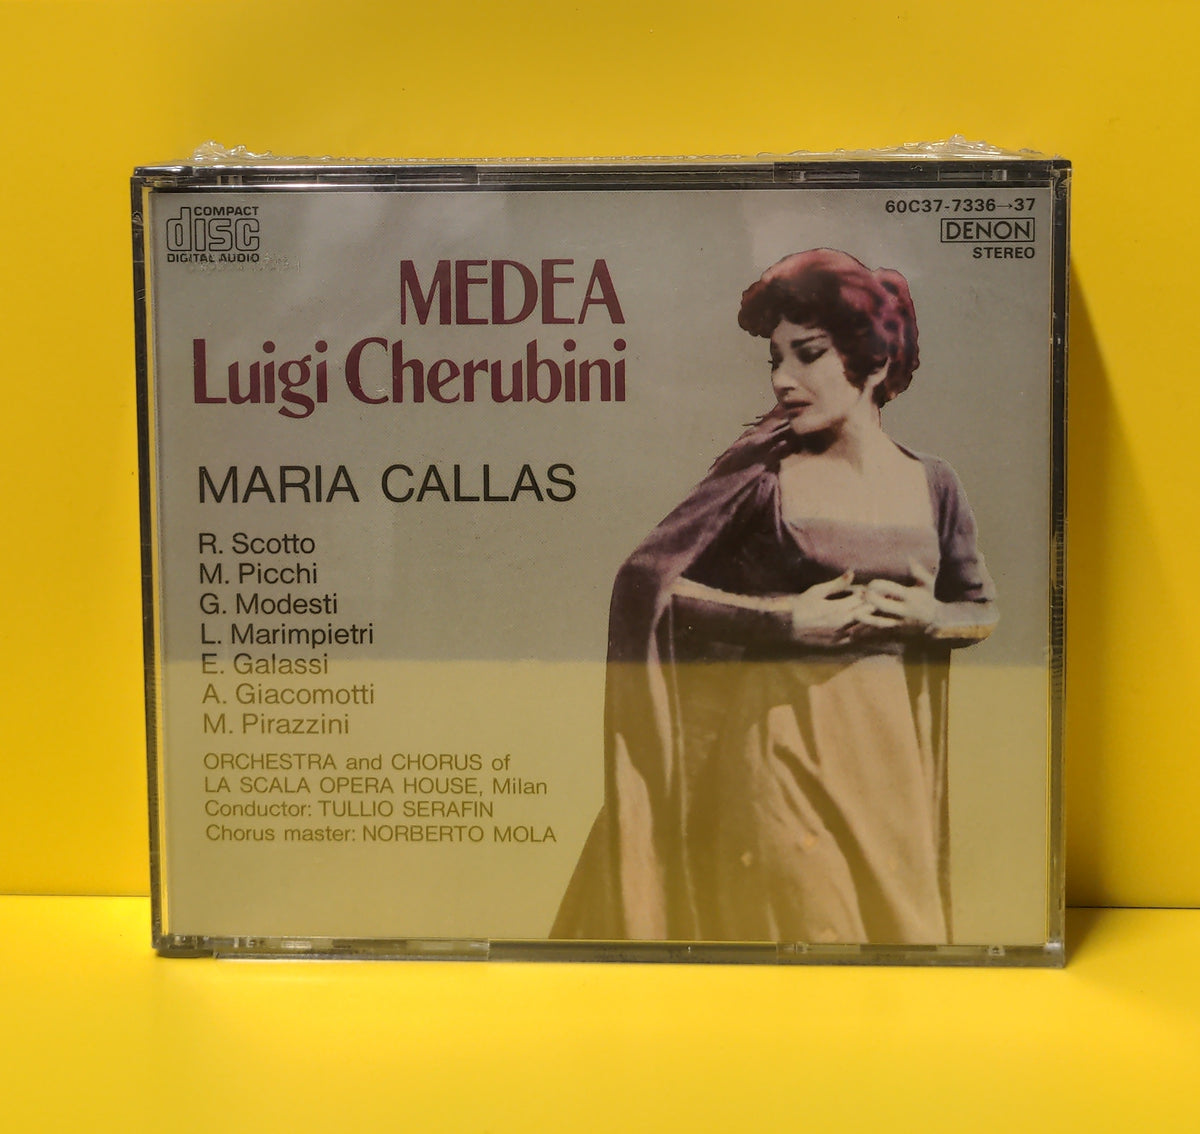 COMPACT
disc
DIGITAL AUDIO
60C37-7336→37
DENON
STEREO
MEDEA
Luigi Cherubini
MARIA CALLAS
R. Scotto
M. Picchi
G. Modesti
L. Marimpietri
E. Galassi
A. Giacomotti
M. Pirazzini
ORCHESTRA and CHORUS of
LA SCALA OPERA HOUSE, Milan
Conductor: TULLIO SERAFIN
Chorus master: NORBERTO MOLA